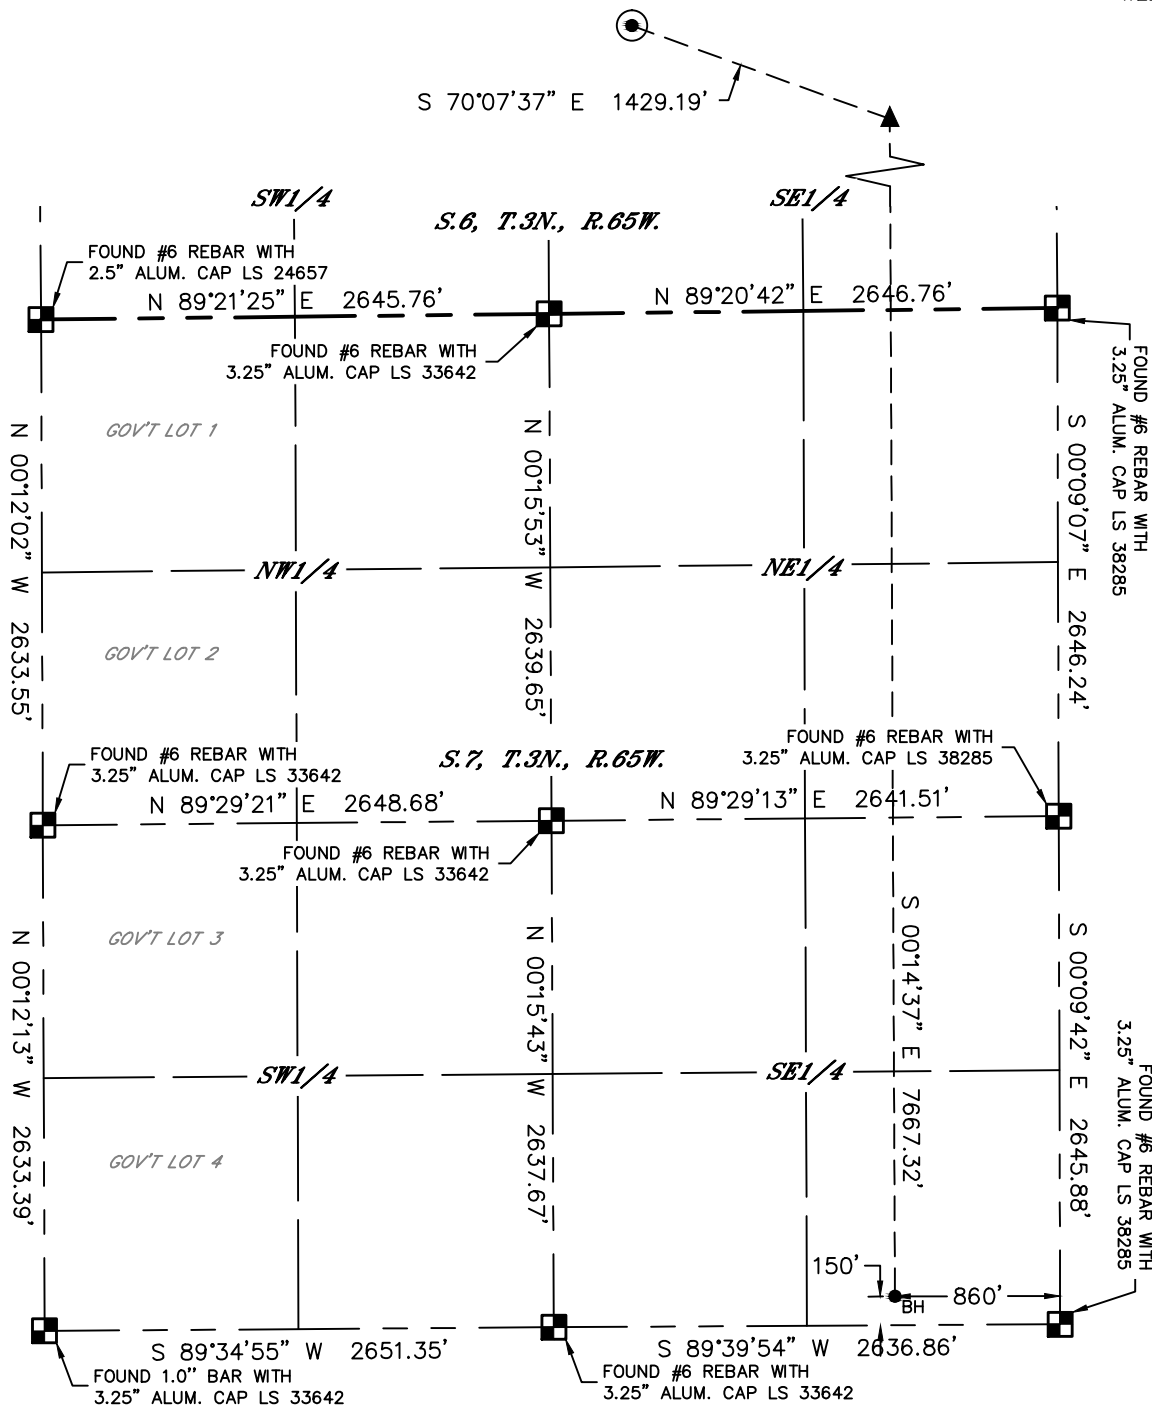 S 70°07'37" E 1429.19'
SW1/4
SE1/4
S.6, T.3N., R.65W.
FOUND #6 REBAR WITH
2.5" ALUM. CAP LS 24657
N 89°21'25" E 2645.76'
N 89°20'42" E 2646.76'
FOUND #6 REBAR WITH
3.25" ALUM. CAP LS 33642
FOUND #6 REBAR WITH
3.25" ALUM. CAP LS 38285
GOV'T LOT 1
N 00°12'02" W 2633.55'
N 00°15'53" W 2639.65'
S 00°09'07" E 2646.24'
NW1/4
NE1/4
GOV'T LOT 2
FOUND #6 REBAR WITH
3.25" ALUM. CAP LS 33642
S.7, T.3N., R.65W.
FOUND #6 REBAR WITH
3.25" ALUM. CAP LS 38285
N 89°29'21" E 2648.68'
N 89°29'13" E 2641.51'
FOUND #6 REBAR WITH
3.25" ALUM. CAP LS 33642
GOV'T LOT 3
N 00°12'13" W 2633.39'
N 00°15'43" W 2637.67'
S 00°14'37" E 7667.32'
S 00°09'42" E 2645.88'
FOUND #6 REBAR WITH
3.25" ALUM. CAP LS 38285
SW1/4
SE1/4
GOV'T LOT 4
150'
BH
860'
S 89°34'55" W 2651.35'
S 89°39'54" W 2636.86'
FOUND 1.0" BAR WITH
3.25" ALUM. CAP LS 33642
FOUND #6 REBAR WITH
3.25" ALUM. CAP LS 33642